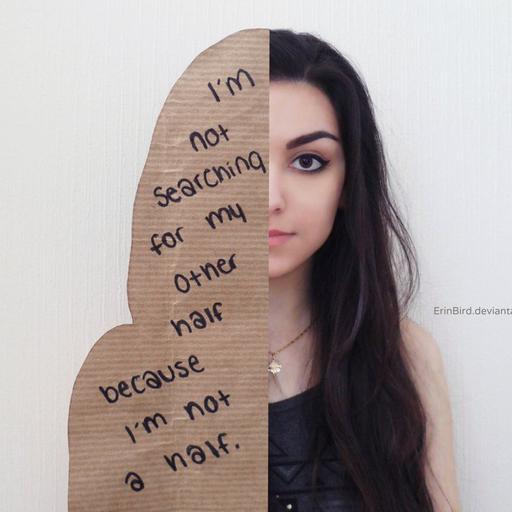 I'm
not
searching
for my
other
half
because
I'm not
a half.
ErinBird.devianta